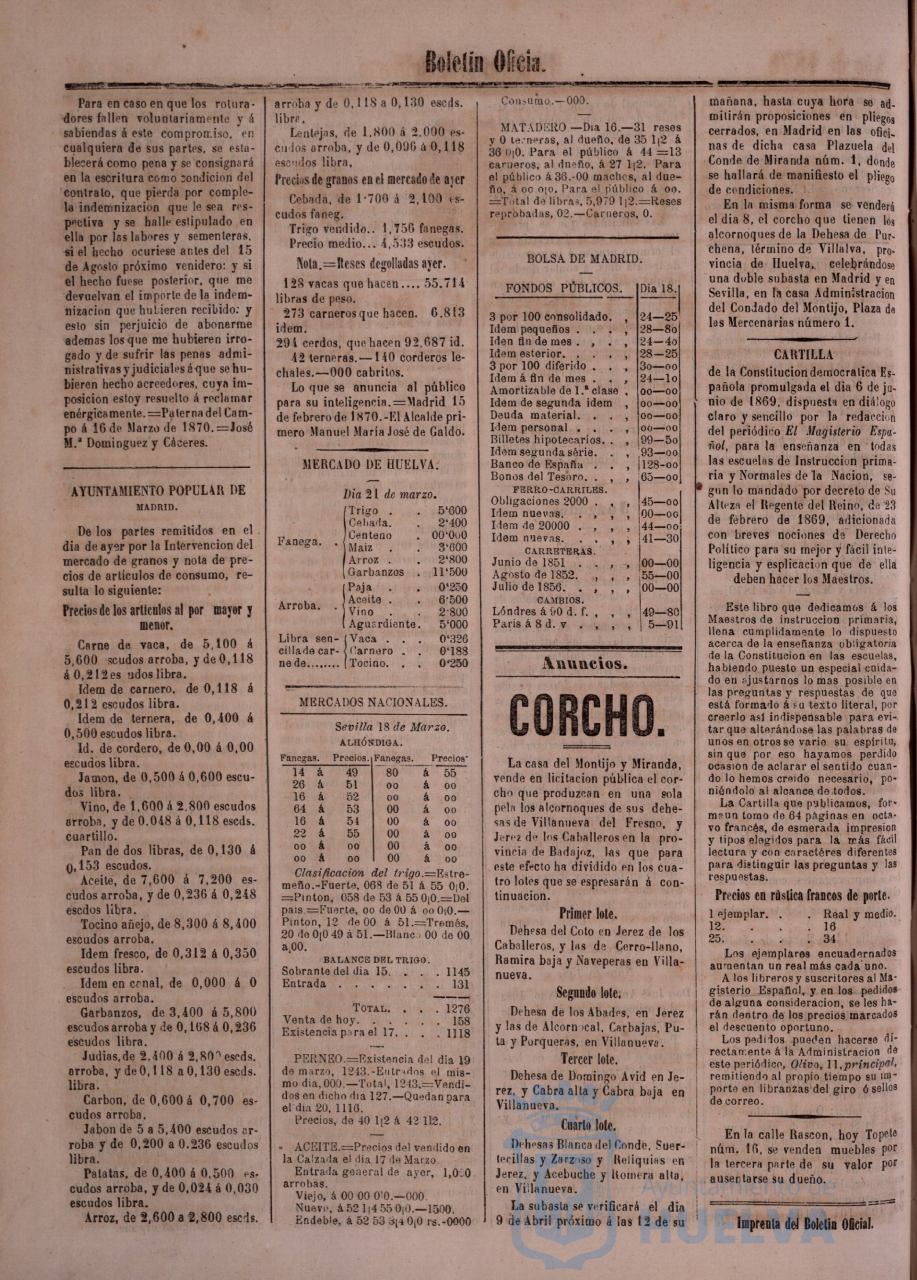 Boletin Oficia.
Para en caso en que los rotura-
dores fallen voluntariamente y á
sabiendas á este compromiso, en
cualquiera de sus partes, se esta-
blecerá como pena y se consignará
en la escritura como condicion del
contrato, que pierda por comple-
la indemnizacion que le sea res-
pectiva y se halle estipulado en
ella por las labores y sementeras,
si el hecho ocuriese antes del 15
de Agosto próximo venidero: y si
el hecho fuese posterior, que me
devuelvan el importe de la indem-
nizacion que hubieren recibido; y
esto sin perjuicio de abonarme
ademas los que me hubieren irro-
gado y de sufrir las penas admi-
nistrativas y judiciales á que se hu-
bieren hecho acreedores, cuya im-
posicion estoy resuelto á reclamar
enérgicamente.=Paterna del Cam-
po á 16 de Marzo de 1870.=José
M.ª Dominguez y Cáceres.
AYUNTAMIENTO POPULAR DE
MADRID.
De los partes remitidos en el
dia de ayer por la Intervencion del
mercado de granos y nota de pre-
cios de artículos de consumo, re-
sulta lo siguiente:
Precios de los artículos al por mayor y
menor.
Carne de vaca, de 5,100 á
5,600 scudos arroba, y de 0,118
á 0,212 es udos libra.
Idem de carnero, de 0,118 á
0,212 escudos libra.
Idem de ternera, de 0,400 á
0,500 escudos libra.
Id. de cordero, de 0,00 á 0,00
escudos libra.
Jamon, de 0,500 á 0,600 escu-
dos libra.
Vino, de 1,600 á 2.800 escudos
arroba, y de 0.048 á 0,118 escds.
cuartillo.
Pan de dos libras, de 0,130 á
0,153 escudos.
Aceite, de 7,600 á 7,200 es-
cudos arroba, y de 0,236 á 0,248
escdos libra.
Tocino añejo, de 8,300 á 8,400
escudos arroba.
Idem fresco, de 0,312 á 0,350
escudos libra.
Idem en canal, de 0,000 á 0
escudos arroba.
Garbanzos, de 3,400 á 5,800
escudos arroba y de 0,168 á 0,236
escudos libra.
Judias, de 2,400 á 2,80 escds.
arroba, y de 0,118 a 0,130 escds.
libra.
Carbon, de 0,600 á 0,700 es-
cudos arroba.
Jabon de 5 a 5,400 escudos ar-
roba y de 0,200 a 0.236 escudos
libra.
Patatas, de 0,400 á 0,500 es-
cudos arroba, y de 0,024 á 0,030
escudos libra.
Arroz, de 2,600 a 2,800 escds.
arroba y de 0,118 a 0,130 escds.
libra.
Lentejas, de 1,800 á 2,000 es-
cudos arroba, y de 0,096 á 0,118
escudos libra,
Precios de granos en el mercado de ayer
Cebada, de 1'700 á 2,100 es-
cudos faneg.
Trigo vendido.. 1,756 fanegas.
Precio medio... 4,533 escudos.
Nota.=Reses degolladas ayer.
128 vacas que hacen.... 55.714
libras de peso.
273 carneros que hacen. 6.813
idem.
294 cerdos, que hacen 92,687 id.
42 terneras.—140 corderos le-
chales.—000 cabritos.
Lo que se anuncia al público
para su inteligencia.=Madrid 15
de febrero de 1870.-El Alcalde pri-
mero Manuel Maria José de Galdo.
MERCADO DE HUELVA.
Dia 21 de marzo.
Fanega.
Trigo . . 5'600
Cebada. . 2'400
Centeno . 00'000
Maiz . . 3'600
Arroz . . 2'800
Garbanzos . 11'500
Arroba.
Paja . . 0'250
Aceite . . 6'500
Vino . . 2'800
Aguardiente. 5'000
Libra sen-
cilla de car-
ne de........
Vaca . . . 0'326
Carnero . . 0'188
Tocino. . . 0'250
MERCADOS NACIONALES.
Sevilla 18 de Marzo.
ALHÓNDIGA.
Fanegas. Precios. Fanegas. Precios
14 á 49 80 á 55
26 á 51 oo á oo
16 á 52 oo á oo
64 á 53 00 á oo
16 á 54 00 á oo
22 á 55 00 á oo
oo á oo 00 á oo
oo á oo 00 á oo
Clasificacion del trigo.=Estre-
meño.-Fuerte, 068 de 51 á 55 0¡0.
=Pinton, 058 de 53 á 55 0¡0.=Del
pais.=Fuerte, oo de 00 á oo 0¡0.—
Pinton, 12 de 00 á 51.=Tremés,
20 de 0¡0 49 á 51.—Blanco 00 de 00
a,00.
BALANCE DEL TRIGO.
Sobrante del dia 15. . . . 1145
Entrada . . . . . . . 131
TOTAL. . . . 1276
Venta de hoy. . . . . . 158
Existencia para el 17. . . . 1118
PERNEO.=Existencia del dia 19
de marzo, 1243.-Entrados el mis-
mo dia, 000.—Total, 1243.=Vendi-
dos en dicho dia 127.—Quedan para
el dia 20, 1116.
Precios, de 40 1¡2 á 42 1¡2.
ACEITE.=Precios del vendido en
la Calzada el dia 17 de Marzo.
Entrada general de ayer, 1,000
arrobas.
Viejo, á 00 00 0'0.—000.
Nuevo, á 52 1¡4 55 0¡0.—1500.
Endeble, á 52 53 3¡4 0¡0 rs.-0000
Consumo.—000.
MATADERO.—Dia 16.—31 reses
y 0 terneras, al dueño, de 35 1¡2 á
36 0¡0. Para el público á 44=13
carneros, al dueño, á 27 1¡2. Para
el público á 36.-00 machos, al due-
ño, á oo o¡o. Para el público á oo.
=Total de libras, 5,979 1¡2.=Reses
reprobadas, 02.—Carneros, 0.
BOLSA DE MADRID.
FONDOS PÚBLICOS. Dia 18.
3 por 100 consolidado. , 24—25
Idem pequeños . . . , 28—80
Iden fin de mes . . , 24—40
Idem esterior. . . . , 28—25
3 por 100 diferido . . , 3o—oo
Idem á fin de mes . . , 24—10
Amortizable de 1.ª clase , oo—oo
Idem de segunda idem , oo—oo
Deuda material. . . , oo—oo
Idem personal . . . , oo—oo
Billetes hipotecarios. . , 99—50
Idem segunda série. . , 93—oo
Banco de España . . , 128-oo
Bonos del Tesoro. . . , 65—oo
FERRO-CARRILES.
Obligaciones 2000 . , , 45—oo
Idem nuevas. . , , , 00—oo
Idem de 20000 . , , 44—oo
Idem nuevas. . , , , 41—30
CARRETERAS.
Junio de 1851 . , , , 00—00
Agosto de 1852. . , , , 55—00
Julio de 1856. . , , , 00—00
CAMBIOS.
Lóndres á 90 d. f. , , , 49—80
Paris á 8 d. v . , , , 5—91
Anuncios.
CORCHO.
La casa del Montijo y Miranda,
vende en licitacion pública el cor-
cho que produzcan en una sola
pela los alcornoques de sus dehe-
sas de Villanueva del Fresno, y
Jerez de los Caballeros en la pro-
vincia de Badajoz, las que para
este efecto ha dividido en los cua-
tro lotes que se espresarán á con-
tinuacion.
Primer lote.
Dehesa del Coto en Jerez de los
Caballeros, y las de Cerro-llano,
Ramira baja y Naveperas en Villa-
nueva.
Segundo lote.
Dehesa de los Abades, en Jerez
y las de Alcornocal, Carbajas, Pu-
ta y Porqueras, en Villanueva.
Tercer lote.
Dehesa de Domingo Avid en Je-
rez, y Cabra alta y Cabra boja en
Villanueva.
Cuarto lote.
Dehesas Blanca del Conde, Suer-
tecillas y Zarzoso y Reliquias en
Jerez, y Acebuche y Romera alta,
en Villanueva.
La subasta se verificará el dia
9 de Abril próximo á las 12 de su
mañana, hasta cuya hora se ad-
mitirán proposiciones en pliegos
cerrados, en Madrid en las ofici-
nas de dicha casa Plazuela del
Conde de Miranda núm. 1, donde
se hallará de manifiesto el pliego
de condiciones.
En la misma forma se venderá
el dia 8, el corcho que tienen los
alcornoques de la Dehesa de Pur-
chena, término de Villalva, pro-
vincia de Huelva, celebrándose
una doble subasta en Madrid y en
Sevilla, en la casa Administracion
del Condado del Montijo, Plaza de
las Mercenarias número 1.
CARTILLA
de la Constitucion democratica Es-
pañola promulgada el dia 6 de ju-
nio de 1869, dispuesta en diálogo
claro y sencillo por la redaccion
del periódico El Magisterio Espa-
ñol, para la enseñanza en todas
las escuelas de Instruccion prima-
ria y Normales de la Nacion, se-
gun lo mandado por decreto de Su
Alteza el Regente del Reino, de 23
de febrero de 1869, adicionada
con breves nociones de Derecho
Político para su mejor y fácil inte-
ligencia y esplicacion que de ella
deben hacer los Maestros.
Este libro que dedicamos á los
Maestros de instruccion primaria,
llena cumplidamente lo dispuesto
acerca de la enseñanza obligatoria
de la Constitucion en las escuelas,
habiendo puesto un especial cuida-
do en ajustarnos lo mas posible en
las preguntas y respuestas de que
está formado á su texto literal, por
creerlo así indispensable para evi-
tar que alterándose las palabras de
unos en otros se varie su espíritu,
sin que por eso hayamos perdido
ocasion de aclarar el sentido cuan-
do lo hemos creido necesario, po-
niéndolo al alcance de todos.
La Cartilla que publicamos, for-
ma un tomo de 64 páginas en octa-
vo francés, de esmerada impresion
y tipos elegidos para la más fácil
lectura y con caractéres diferentes
para distinguir las preguntas y las
respuestas.
Precios en rústica francos de porte.
1 ejemplar. . . Real y medio.
12. . . . . 16
25. . . . . 34
Los ejemplares encuadernados
aumentan un real más cada uno.
A los libreros y suscritores al Ma-
gisterio Español, y en los pedidos
de alguna consideracion, se les ha-
rán dentro de los precios marcados
el descuento oportuno.
Los pedidos pueden hacerse di-
rectamente á la Administracion de
este periódico, Olivo, 11, principal,
remitiendo al propio tiempo su im-
porte en libranzas del giro ó sellos
de correo.
En la calle Rascon, hoy Topete
núm. 16, se venden muebles por
la tercera parte de su valor por
ausentarse su dueño.
Imprenta del Boletin Oficial.
HUELVA